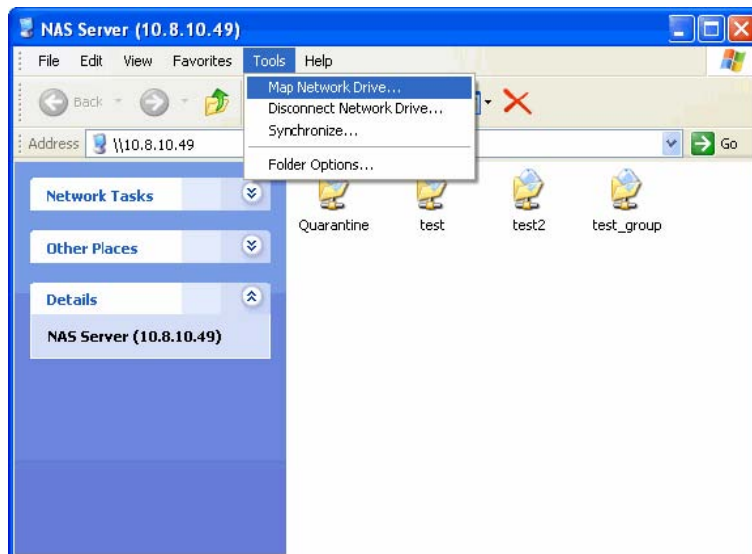 NAS Server (10.8.10.49)
File Edit View Favorites Tools Help
Map Network Drive...
Disconnect Network Drive...
Synchronize...
Folder Options...
Back
Address \\10.8.10.49 Go
Network Tasks
Other Places
Details
NAS Server (10.8.10.49)
Quarantine test test2 test_group